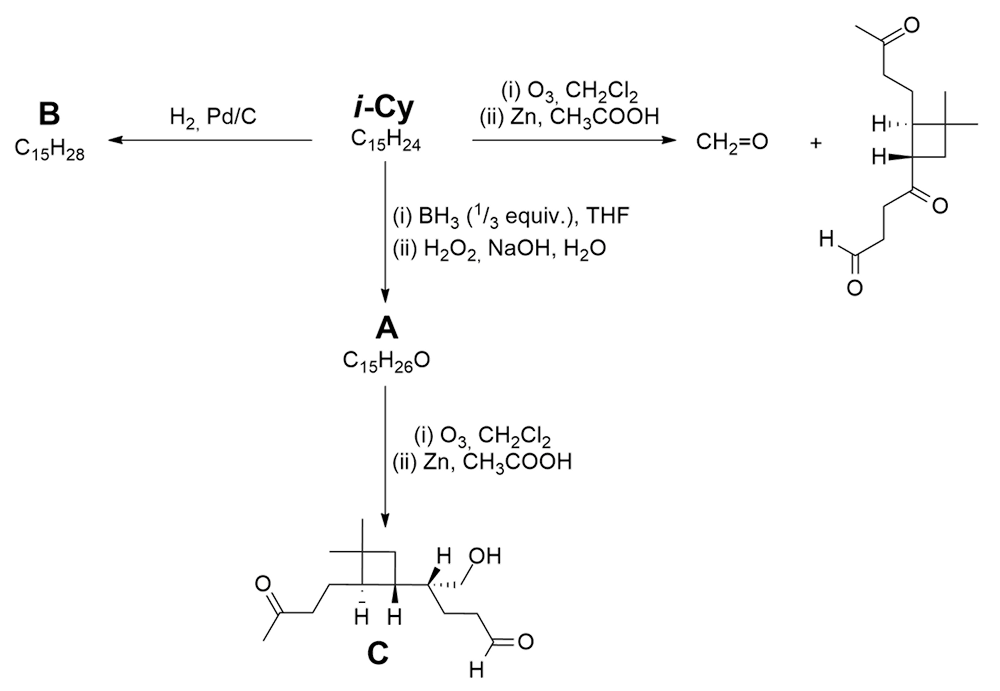 B
C₁₅H₂₈
H₂, Pd/C
i-Cy
C₁₅H₂₄
(i) O₃, CH₂Cl₂
(ii) Zn, CH₃COOH
CH₂=O
+
O
H
H
O
H
O
(i) BH₃ (¹/₃ equiv.), THF
(ii) H₂O₂, NaOH, H₂O
A
C₁₅H₂₆O
(i) O₃, CH₂Cl₂
(ii) Zn, CH₃COOH
H OH
O
H H
O
H
C